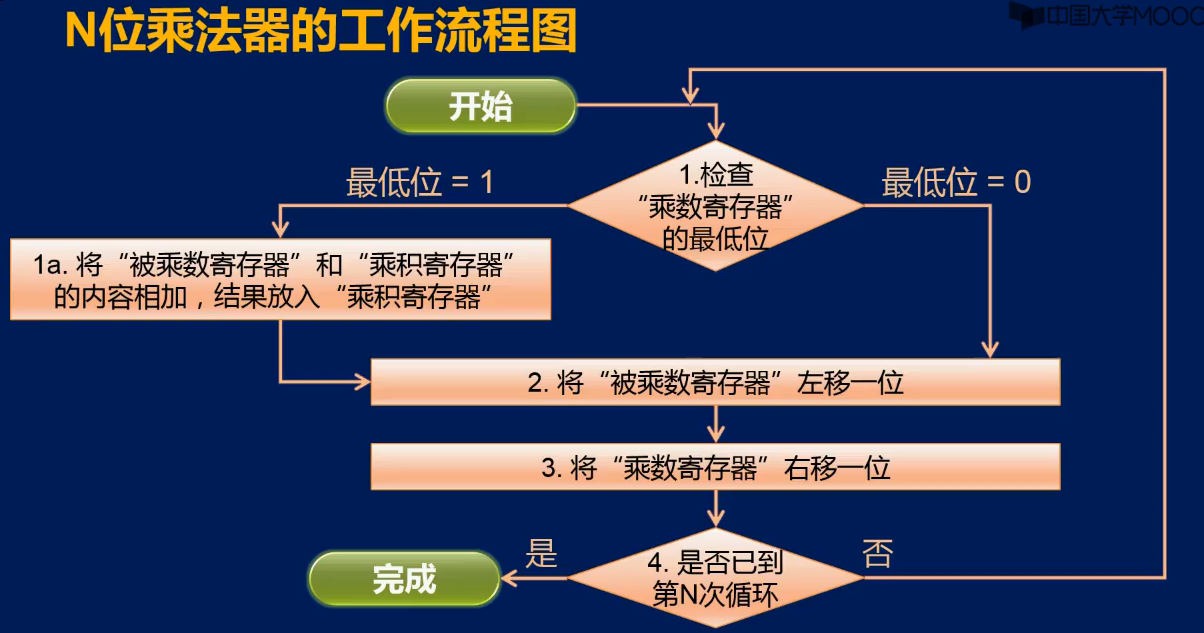 N位乘法器的工作流程图
中国大学MOOC
开始
1.检查
“乘数寄存器”
的最低位
最低位 = 1
最低位 = 0
1a. 将“被乘数寄存器”和“乘积寄存器”
的内容相加，结果放入“乘积寄存器”
2. 将“被乘数寄存器”左移一位
3. 将“乘数寄存器”右移一位
4. 是否已到
第N次循环
是
否
完成